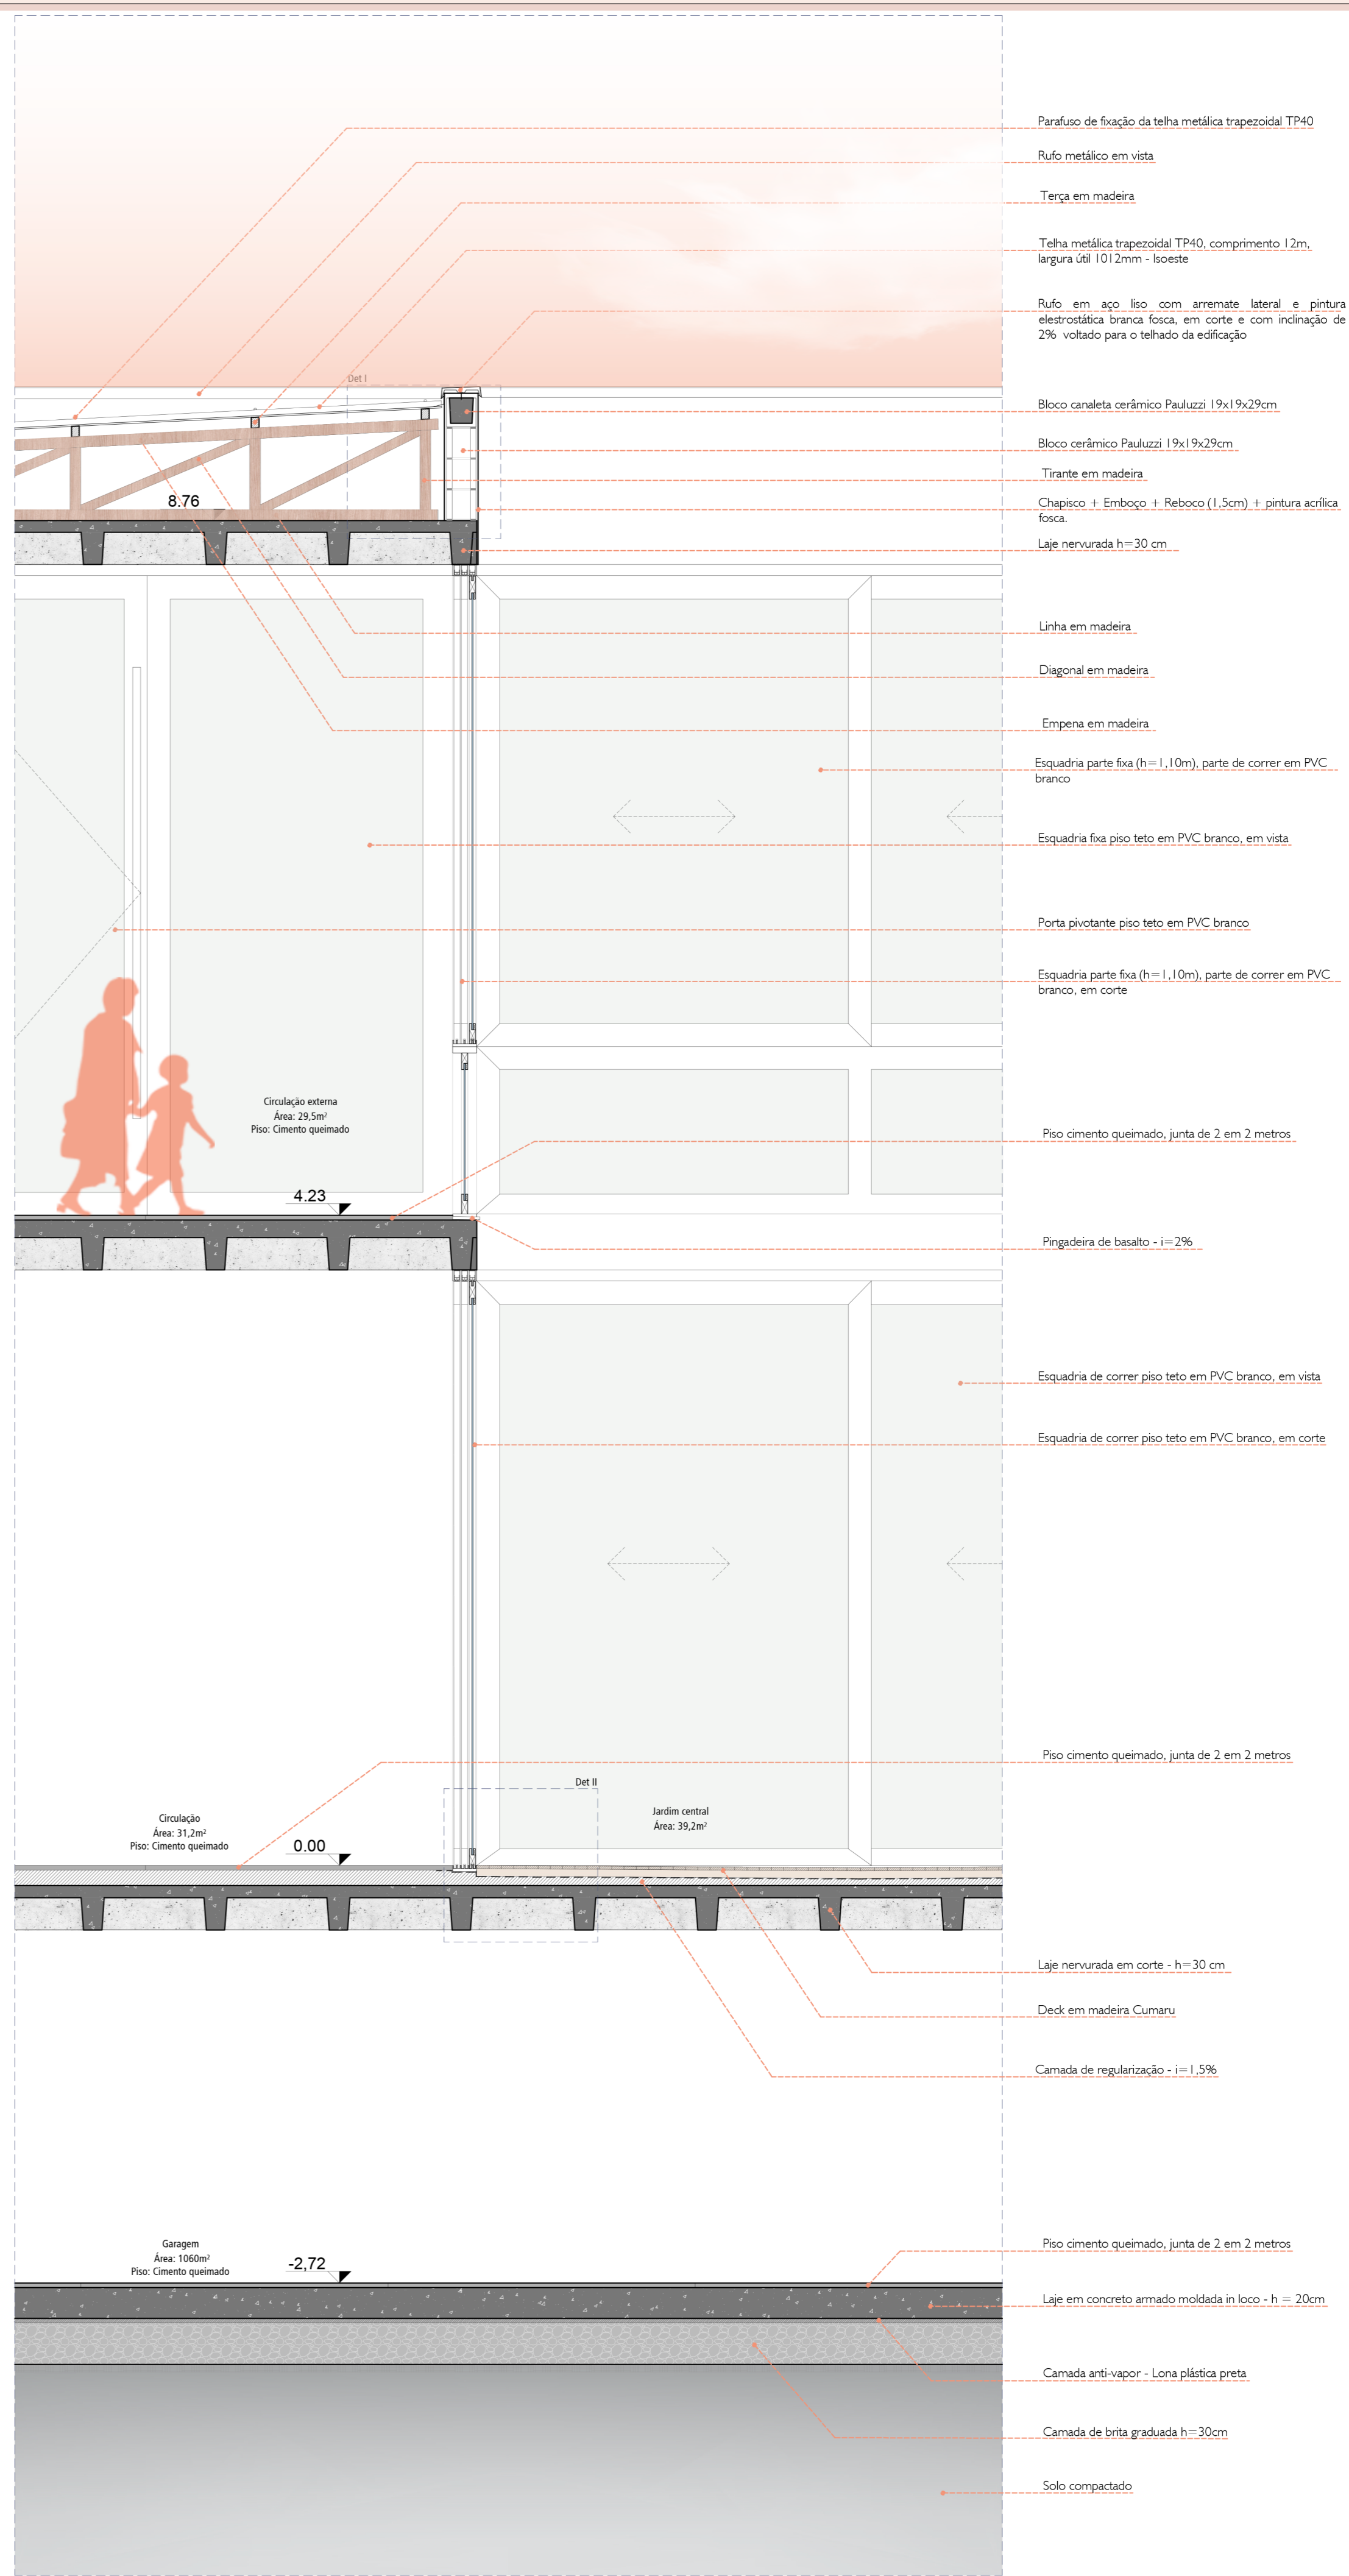 Parafuso de fixação da telha metálica trapezoidal TP40
Rufo metálico em vista
Terça em madeira
Telha metálica trapezoidal TP40, comprimento 12m,
largura útil 1012mm - Isoeste
Rufo em aço liso com arremate lateral e pintura
elestrostática branca fosca, em corte e com inclinação de
2% voltado para o telhado da edificação
Det I
Bloco canaleta cerâmico Pauluzzi 19x19x29cm
Bloco cerâmico Pauluzzi 19x19x29cm
Tirante em madeira
8.76
Chapisco + Emboço + Reboco (1,5cm) + pintura acrílica
fosca.
Laje nervurada h=30 cm
Linha em madeira
Diagonal em madeira
Empena em madeira
Esquadria parte fixa (h=1,10m), parte de correr em PVC
branco
Esquadria fixa piso teto em PVC branco, em vista
Porta pivotante piso teto em PVC branco
Esquadria parte fixa (h=1,10m), parte de correr em PVC
branco, em corte
Circulação externa
Área: 29,5m²
Piso: Cimento queimado
Piso cimento queimado, junta de 2 em 2 metros
4.23
Pingadeira de basalto - i=2%
Esquadria de correr piso teto em PVC branco, em vista
Esquadria de correr piso teto em PVC branco, em corte
Piso cimento queimado, junta de 2 em 2 metros
Det II
Circulação
Área: 31,2m²
Piso: Cimento queimado
0.00
Jardim central
Área: 39,2m²
Laje nervurada em corte - h=30 cm
Deck em madeira Cumaru
Camada de regularização - i=1,5%
Garagem
Área: 1060m²
Piso: Cimento queimado
-2,72
Piso cimento queimado, junta de 2 em 2 metros
Laje em concreto armado moldada in loco - h = 20cm
Camada anti-vapor - Lona plástica preta
Camada de brita graduada h=30cm
Solo compactado